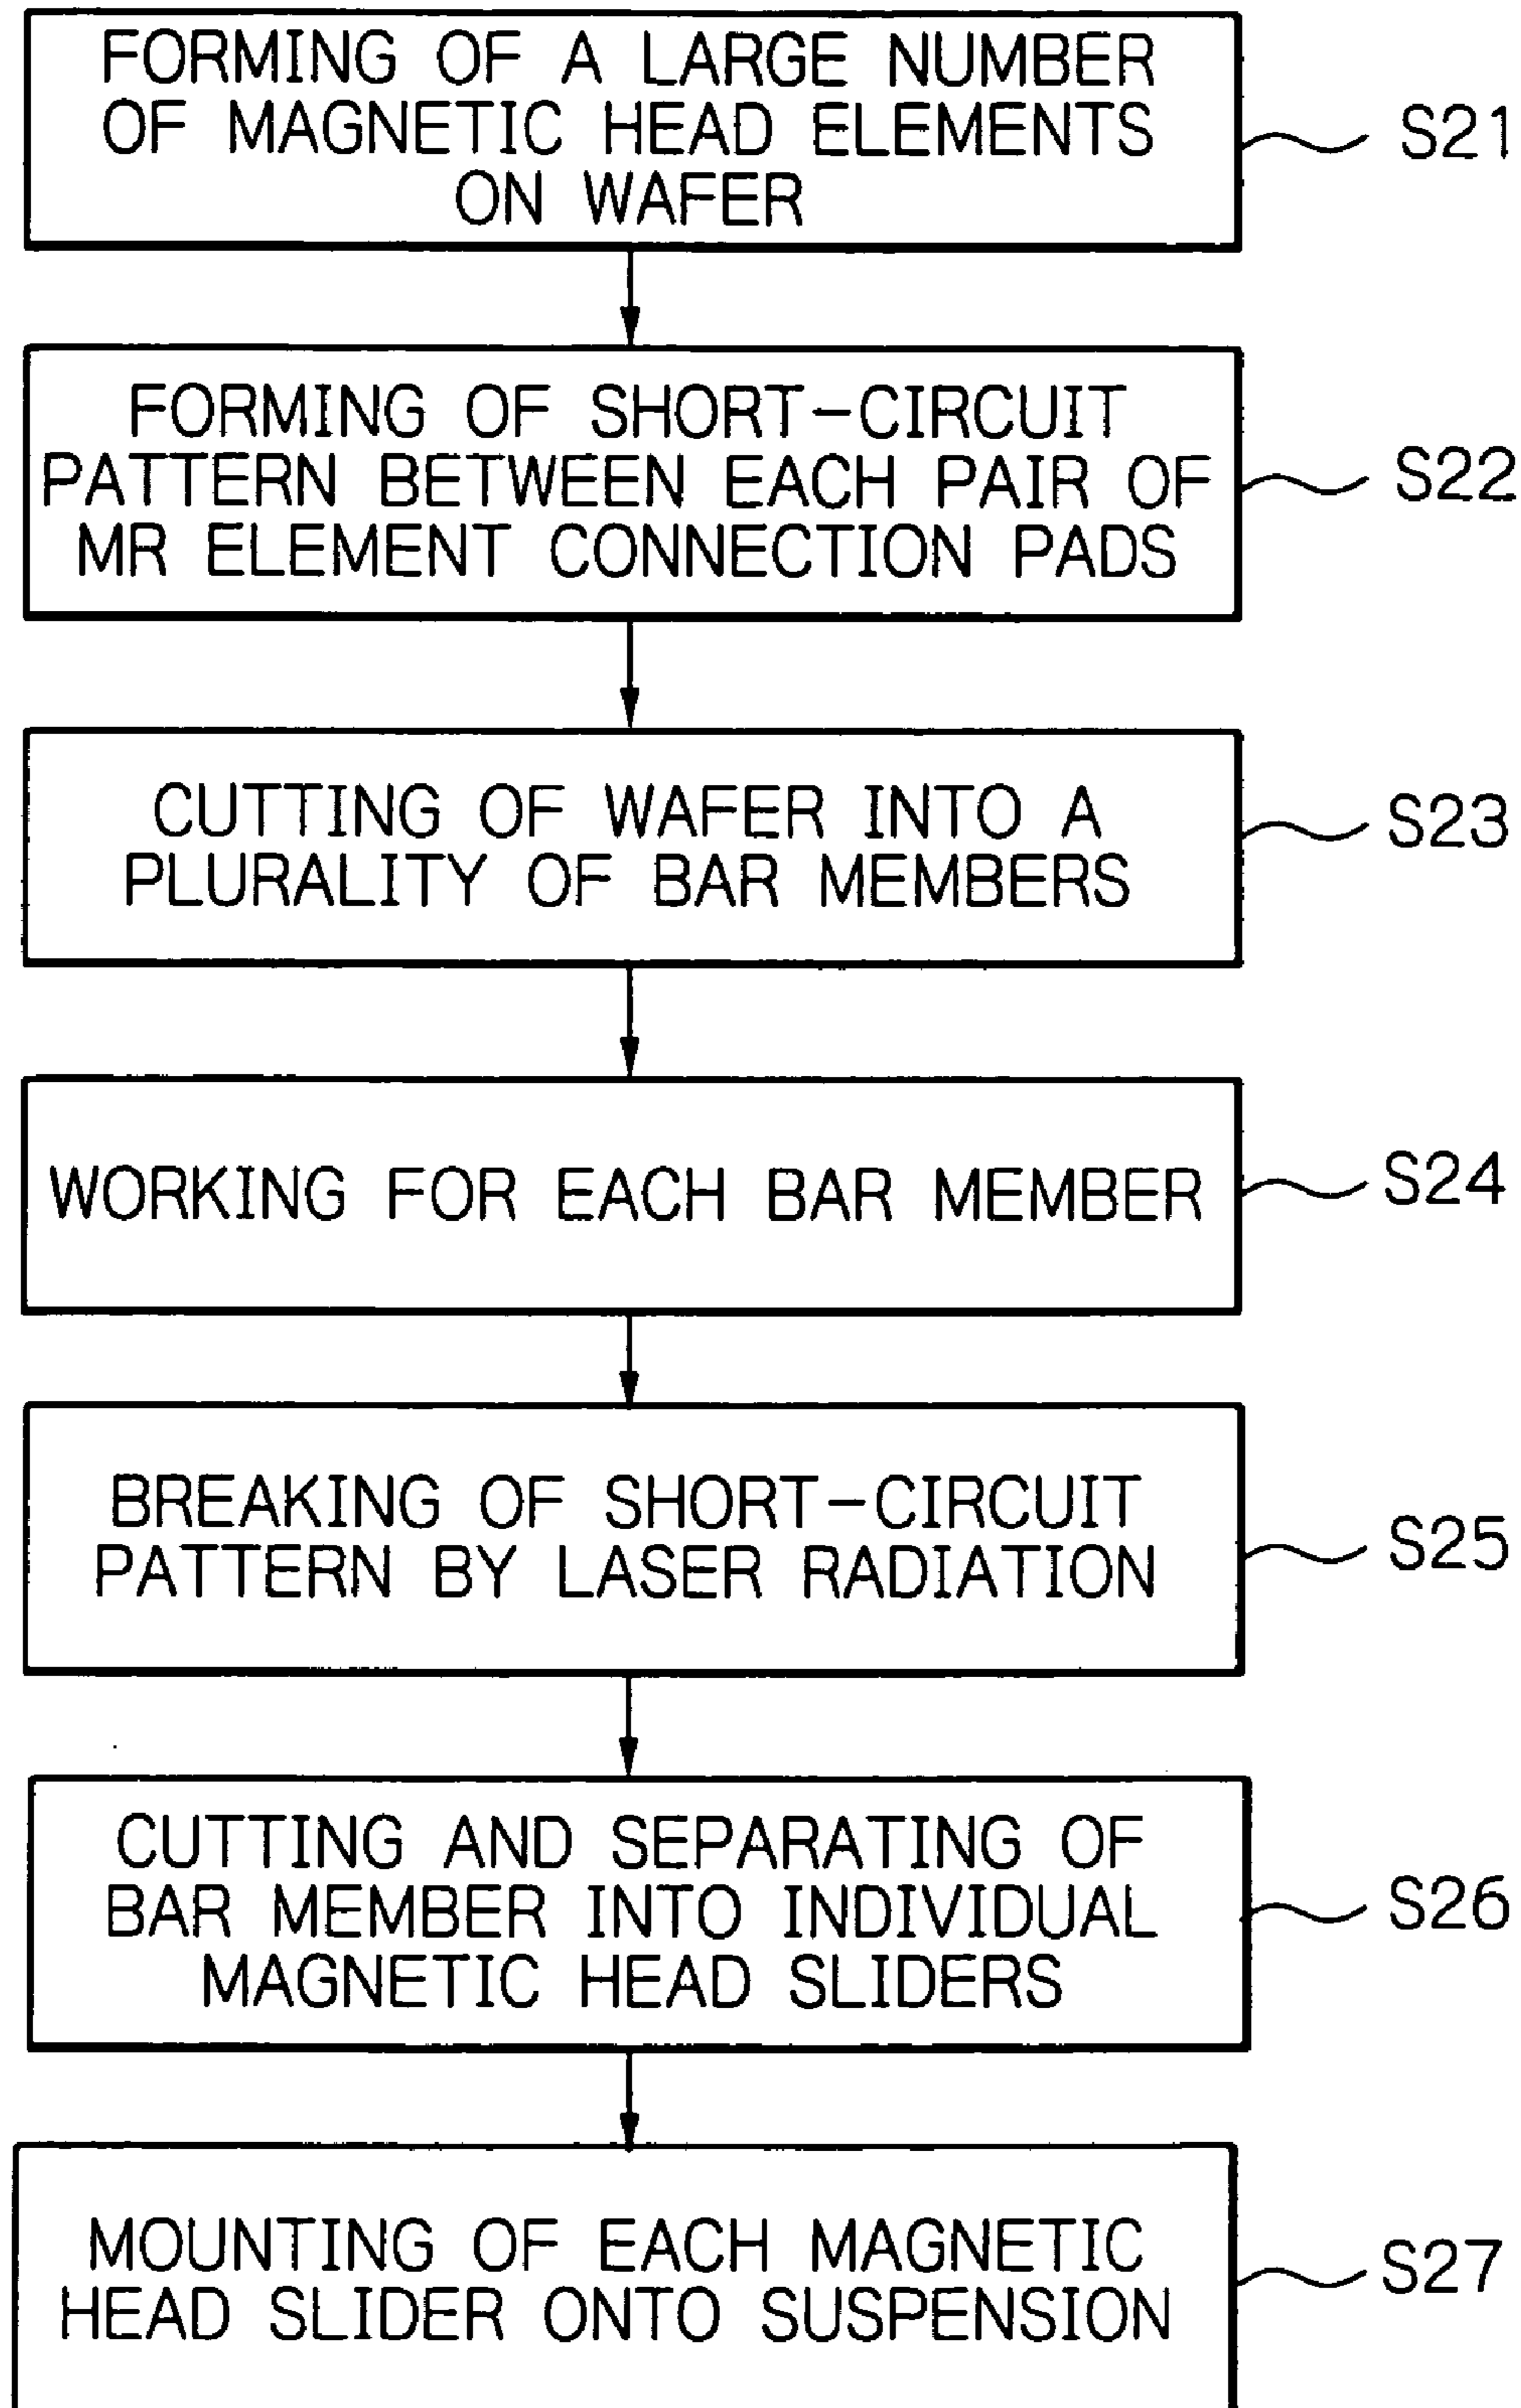 FORMING OF A LARGE NUMBER
OF MAGNETIC HEAD ELEMENTS
ON WAFER
S21
FORMING OF SHORT-CIRCUIT
PATTERN BETWEEN EACH PAIR OF
MR ELEMENT CONNECTION PADS
S22
CUTTING OF WAFER INTO A
PLURALITY OF BAR MEMBERS
S23
WORKING FOR EACH BAR MEMBER
S24
BREAKING OF SHORT-CIRCUIT
PATTERN BY LASER RADIATION
S25
CUTTING AND SEPARATING OF
BAR MEMBER INTO INDIVIDUAL
MAGNETIC HEAD SLIDERS
S26
MOUNTING OF EACH MAGNETIC
HEAD SLIDER ONTO SUSPENSION
S27